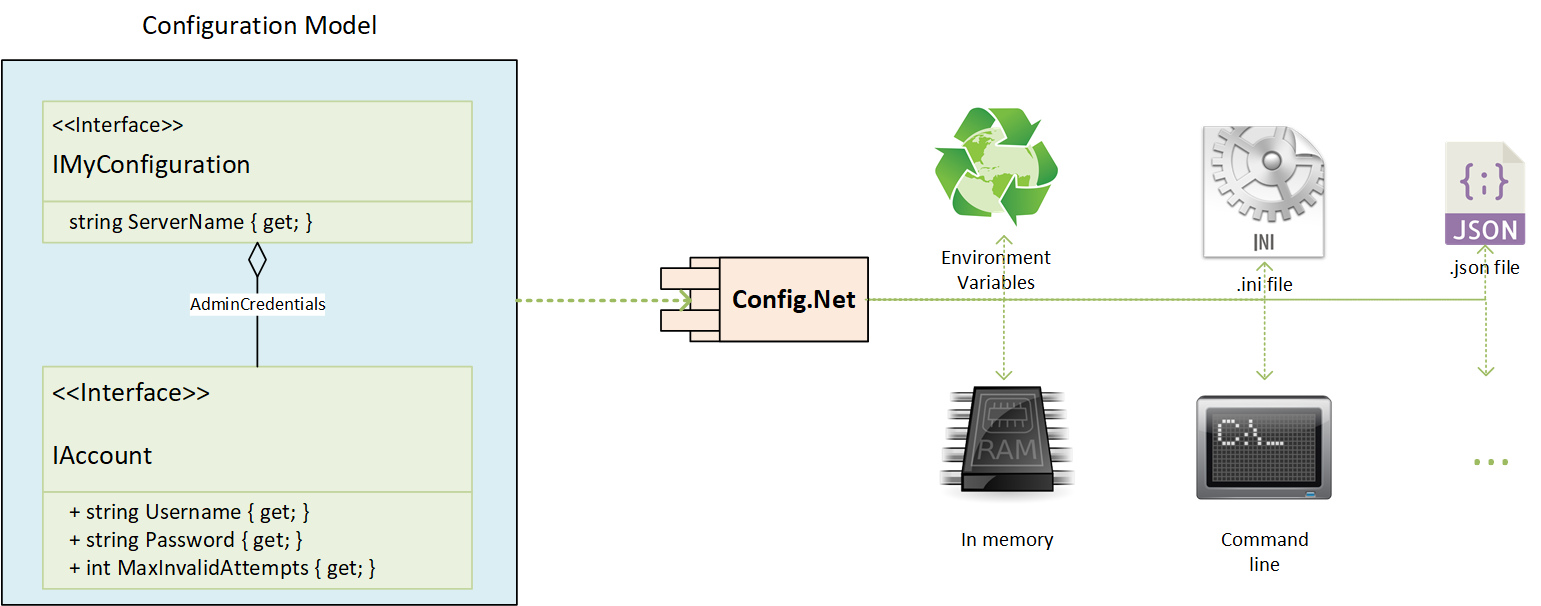 Configuration Model
<<Interface>>
IMyConfiguration
string ServerName { get; }
AdminCredentials
<<Interface>>
IAccount
+ string Username { get; }
+ string Password { get; }
+ int MaxInvalidAttempts { get; }
Config.Net
Environment
Variables
INI
.ini file
{;}
JSON
.json file
RAM
In memory
C:\_
Command
line
...